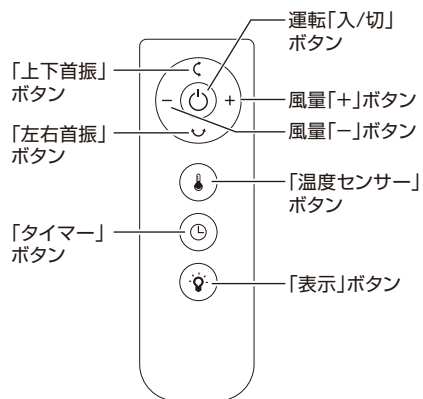 運転「入/切」
ボタン
「上下首振」
ボタン
風量「+」ボタン
風量「−」ボタン
「左右首振」
ボタン
「温度センサー」
ボタン
「タイマー」
ボタン
「表示」ボタン